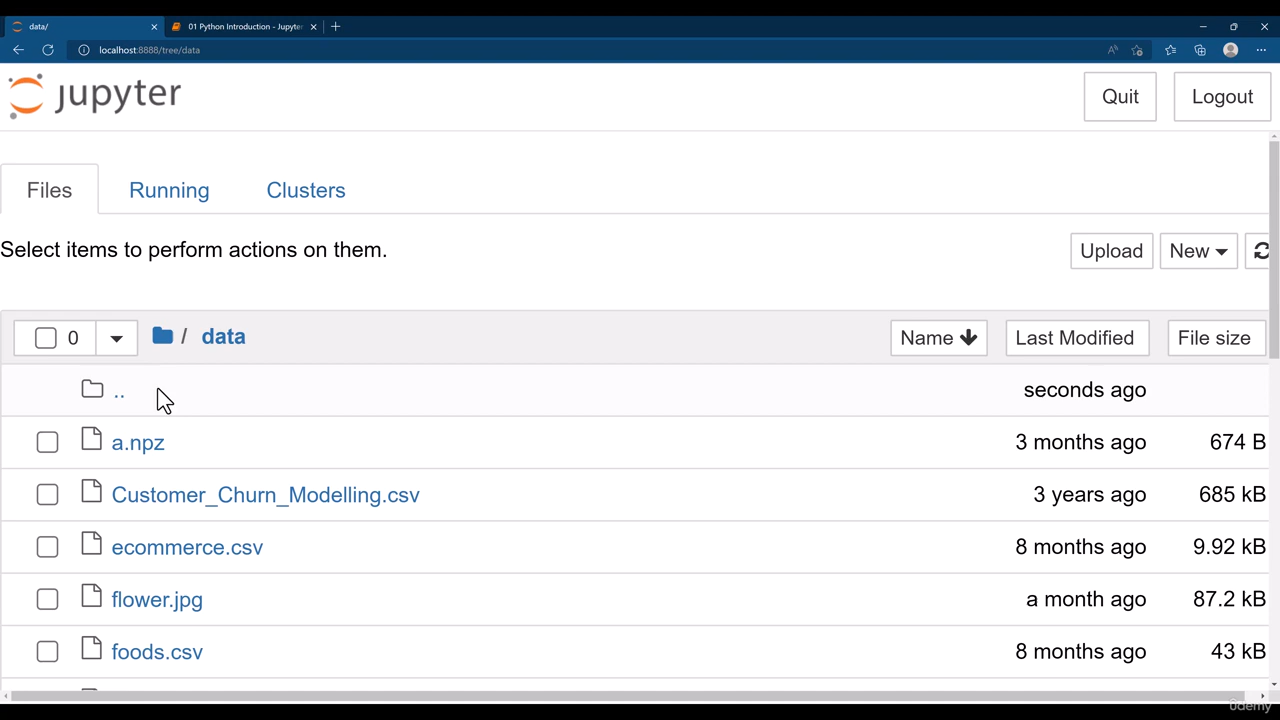 data/
01 Python Introduction - Jupyter
localhost:8888/tree/data
jupyter
Quit
Logout
Files
Running
Clusters
Select items to perform actions on them.
Upload
New
0
/ data
Name
Last Modified
File size
..
seconds ago
a.npz
3 months ago
674 B
Customer_Churn_Modelling.csv
3 years ago
685 kB
ecommerce.csv
8 months ago
9.92 kB
flower.jpg
a month ago
87.2 kB
foods.csv
8 months ago
43 kB
ûdemy